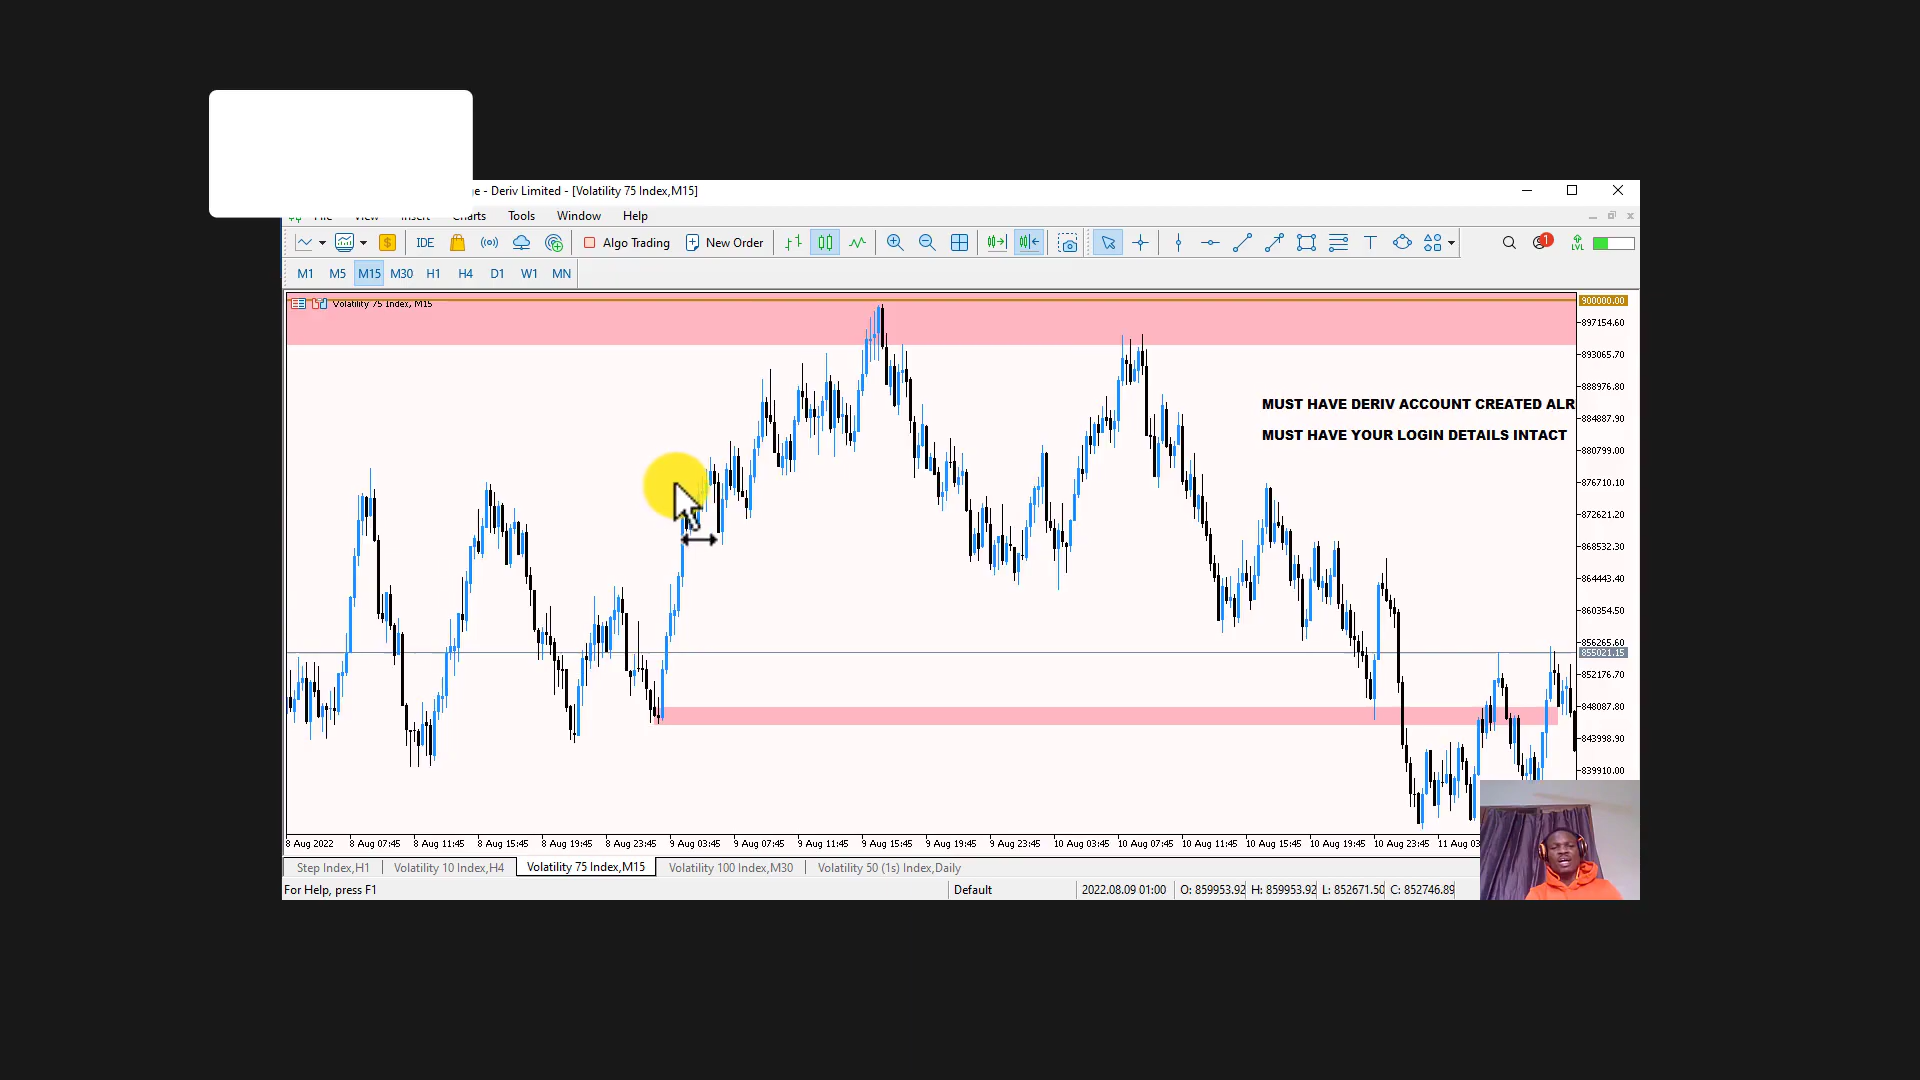 - Deriv Limited - [Volatility 75 Index,M15]
File View Insert Charts Tools Window Help
IDE Algo Trading New Order 1 LVL
M1 M5 M15 M30 H1 H4 D1 W1 MN
Volatility 75 Index, M15
900000.00
897154.60
893065.70
888976.80
MUST HAVE DERIV ACCOUNT CREATED ALR
884887.90
MUST HAVE YOUR LOGIN DETAILS INTACT
880799.00
876710.10
872621.20
868532.30
864443.40
860354.50
856265.60
855021.15
852176.70
848087.80
843998.90
839910.00
8 Aug 2022 8 Aug 07:45 8 Aug 11:45 8 Aug 15:45 8 Aug 19:45 8 Aug 23:45 9 Aug 03:45 9 Aug 07:45 9 Aug 11:45 9 Aug 15:45 9 Aug 19:45 9 Aug 23:45 10 Aug 03:45 10 Aug 07:45 10 Aug 11:45 10 Aug 15:45 10 Aug 19:45 10 Aug 23:45 11 Aug 03
Step Index,H1 Volatility 10 Index,H4 Volatility 75 Index,M15 Volatility 100 Index,M30 Volatility 50 (1s) Index,Daily
For Help, press F1 Default 2022.08.09 01:00 O: 859953.92 H: 859953.92 L: 852671.50 C: 852746.89